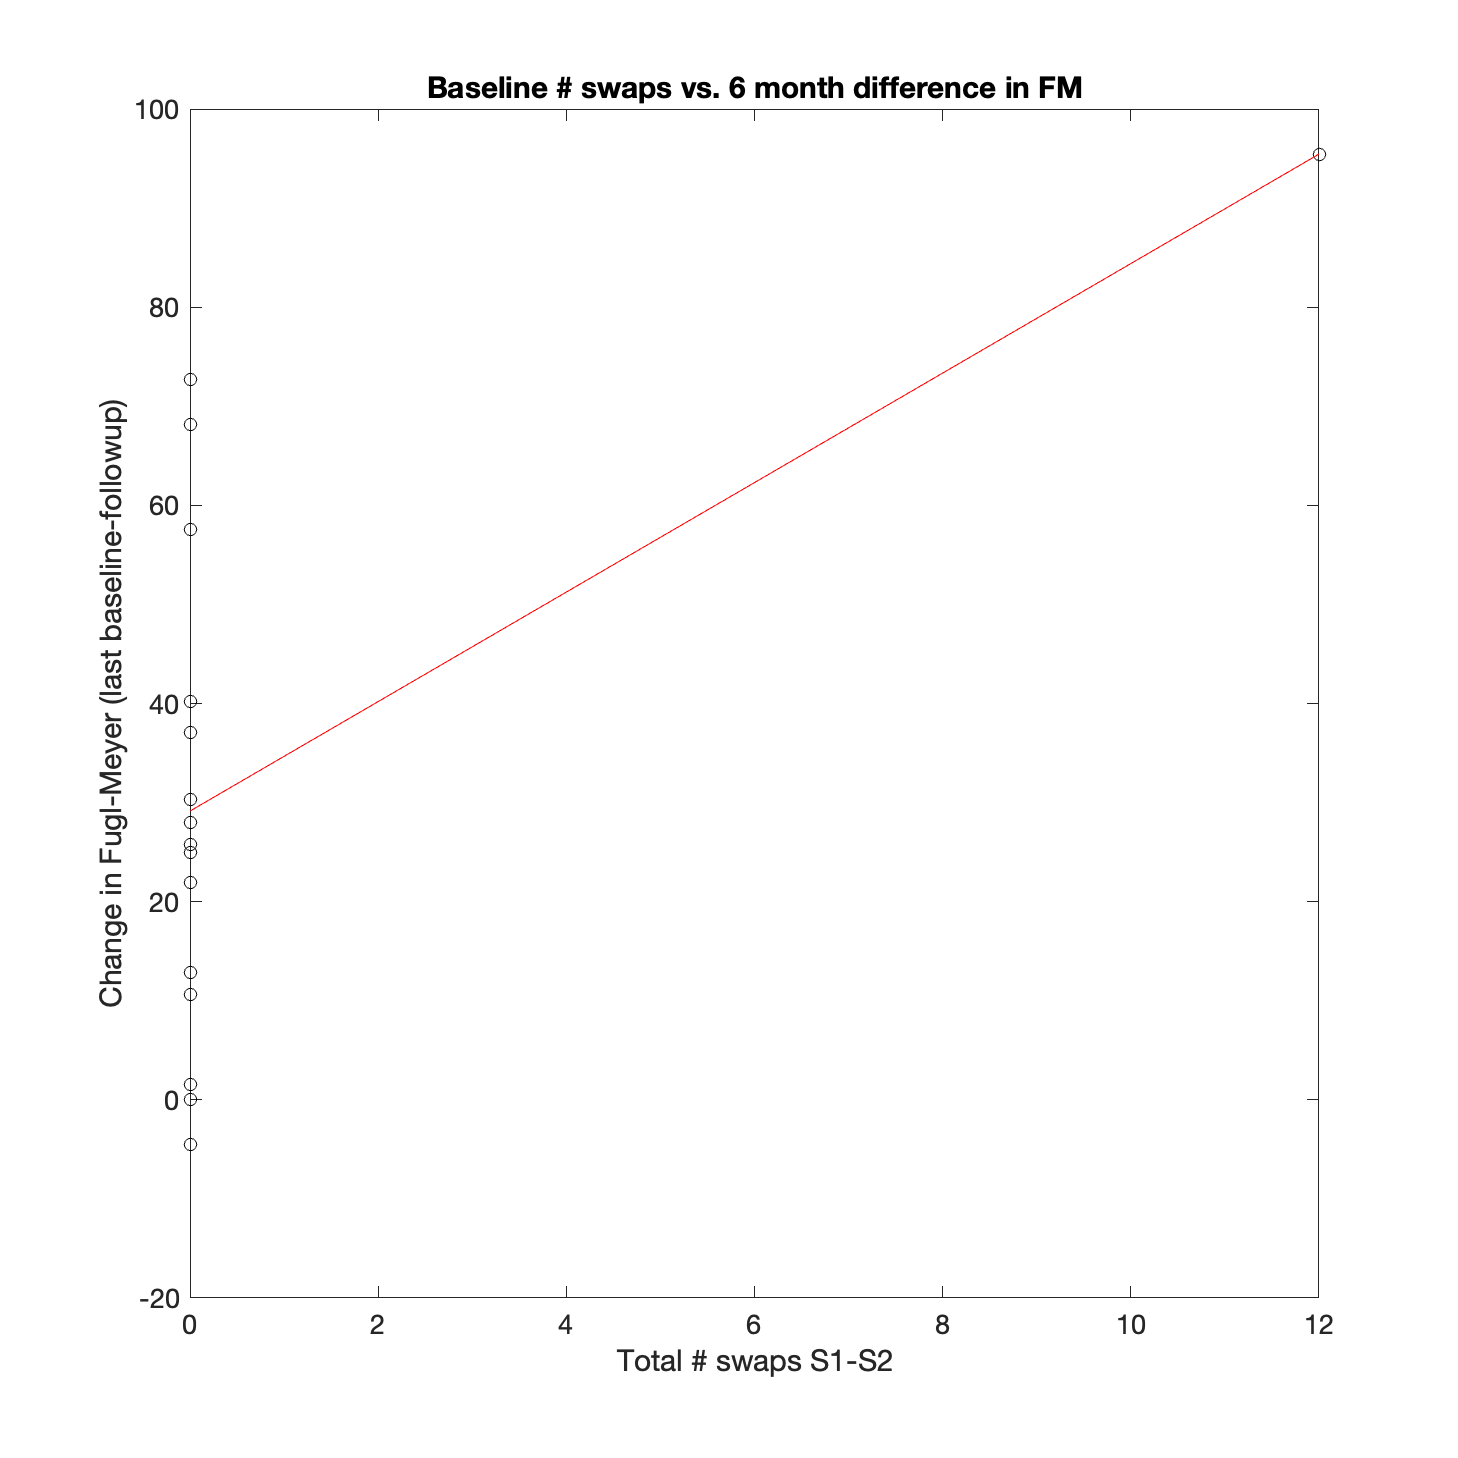 Baseline # swaps vs. 6 month difference in FM
100
80
60
40
20
0
-20
Change in Fugl-Meyer (last baseline-followup)
0 2 4 6 8 10 12
Total # swaps S1-S2